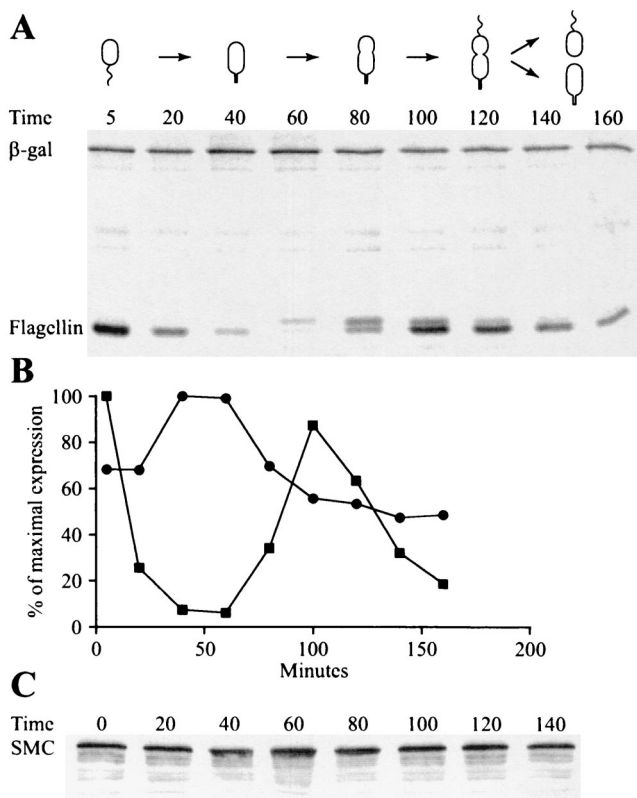 A
Time 5 20 40 60 80 100 120 140 160
β-gal
Flagellin
B
100
80
60
40
20
0
% of maximal expression
0 50 100 150 200
Minutes
C
Time 0 20 40 60 80 100 120 140
SMC